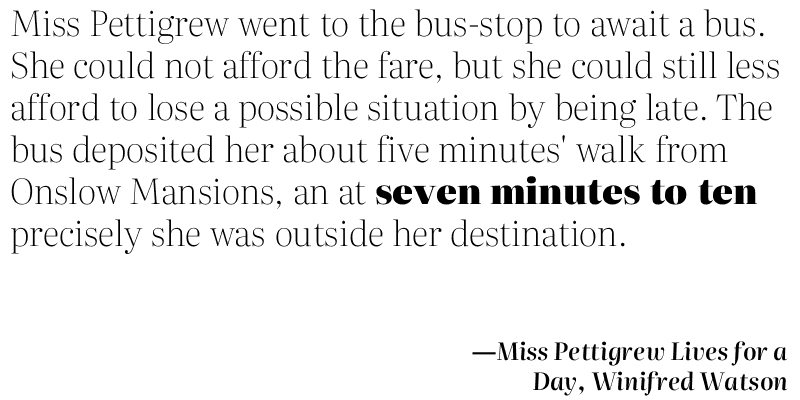 Miss Pettigrew went to the bus-stop to await a bus.
She could not afford the fare, but she could still less
afford to lose a possible situation by being late. The
bus deposited her about five minutes' walk from
Onslow Mansions, an at seven minutes to ten
precisely she was outside her destination.
—Miss Pettigrew Lives for a
Day, Winifred Watson